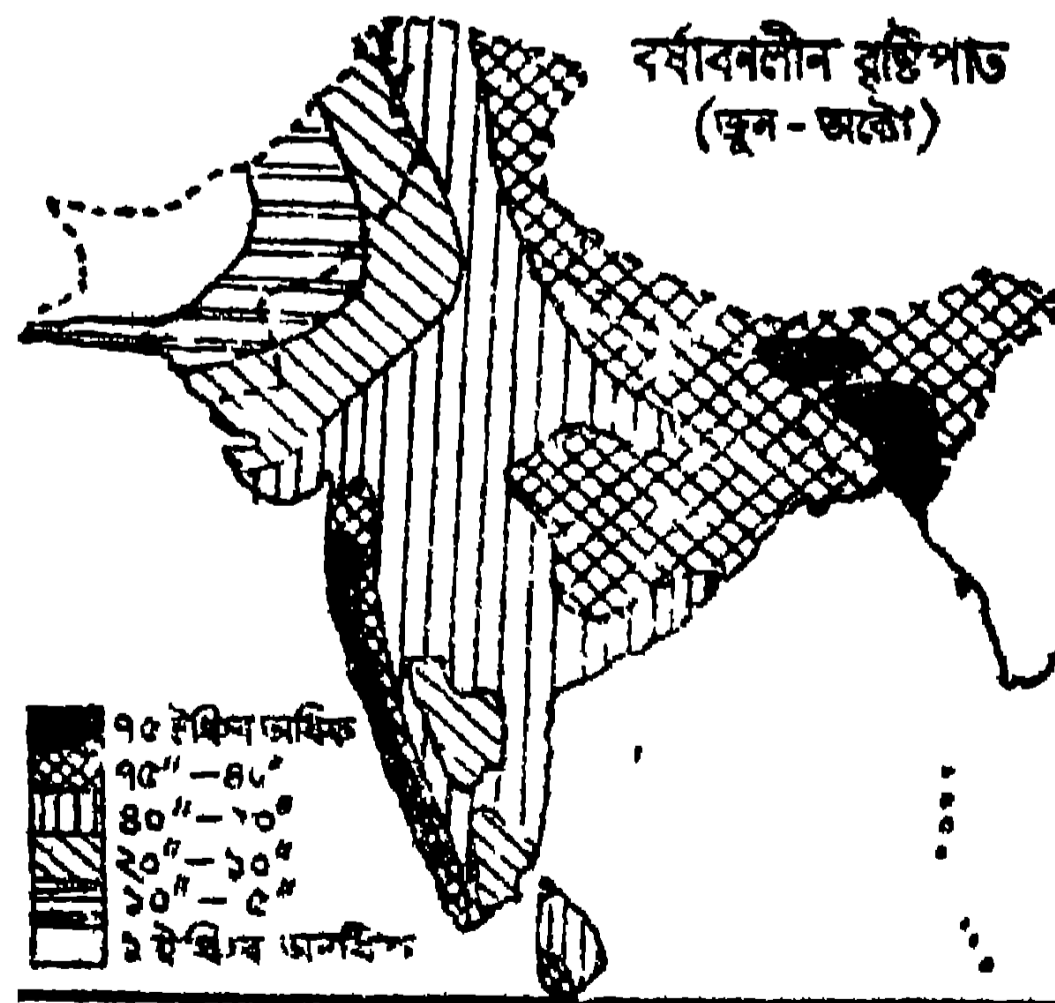 বর্ষাকালীন বৃষ্টিপাত
(জুন - অক্টো)
৭৫ ইঞ্চির অধিক
৭৫" — ৪০"
৪০" — ২০"
২০" — ১০"
১০" — ৫"
ইঞ্চির অনধিক